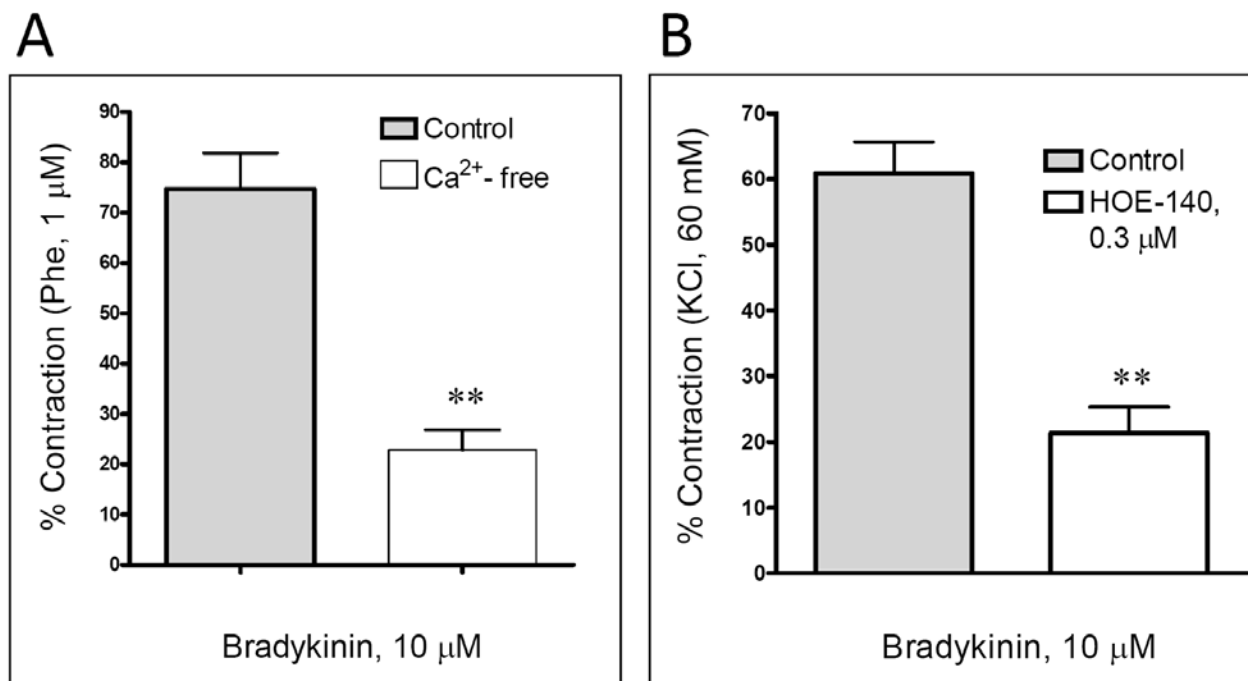 A
% Contraction (Phe, 1 μM)
90
80
70
60
50
40
30
20
10
0
Control
Ca²⁺- free
**
Bradykinin, 10 μM
B
% Contraction (KCl, 60 mM)
70
60
50
40
30
20
10
0
Control
HOE-140,
0.3 μM
**
Bradykinin, 10 μM